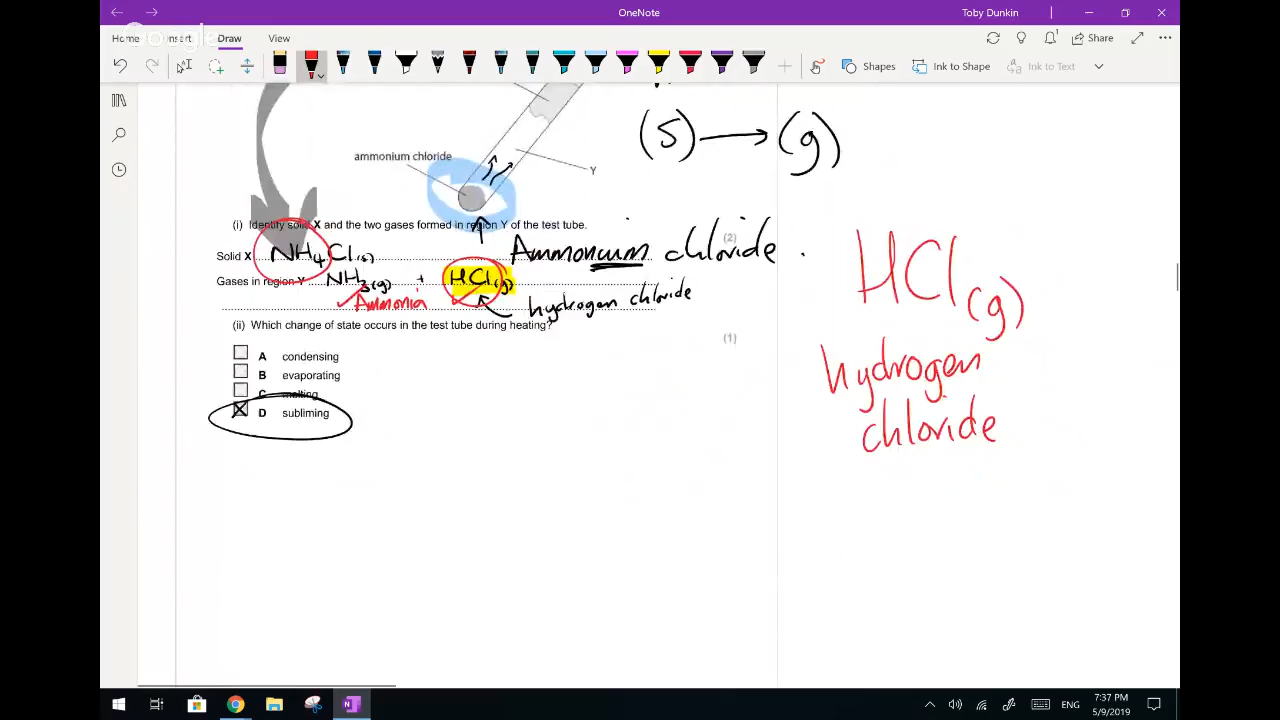 OneNote
Toby Dunkin
Google
Home Insert Draw View
Share
Shapes Ink to Shape Ink to Text
(s) → (g)
ammonium chloride
Y
(i) Identify solid X and the two gases formed in region Y of the test tube.
(2)
Solid X NH4Cl(s) Ammonium chloride.
Gases in region Y NH3(g) + HCl(g)
Ammonia hydrogen chloride
(ii) Which change of state occurs in the test tube during heating?
(1)
A condensing
B evaporating
C melting
D subliming
HCl(g)
hydrogen
chloride
7:37 PM
ENG
5/9/2019